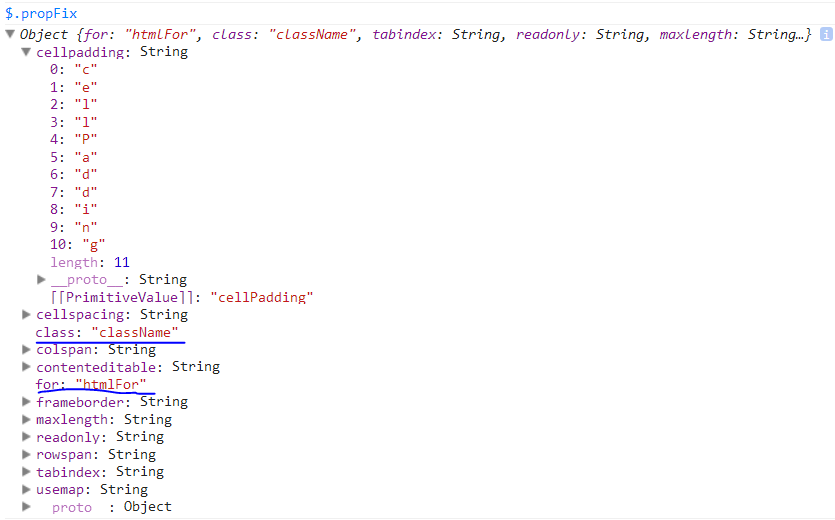 $.propFix
Object {for: "htmlFor", class: "className", tabindex: String, readonly: String, maxlength: String…} i
cellpadding: String
0: "c"
1: "e"
2: "l"
3: "l"
4: "P"
5: "a"
6: "d"
7: "d"
8: "i"
9: "n"
10: "g"
length: 11
__proto__: String
[[PrimitiveValue]]: "cellPadding"
cellspacing: String
class: "className"
colspan: String
contenteditable: String
for: "htmlFor"
frameborder: String
maxlength: String
readonly: String
rowspan: String
tabindex: String
usemap: String
__proto__: Object